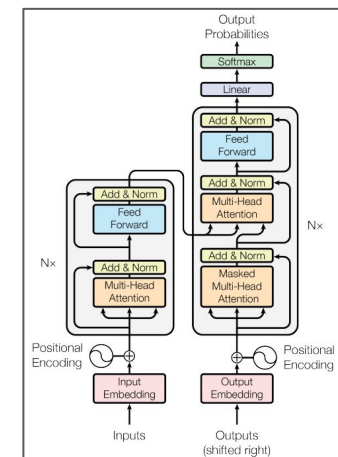 Output
Probabilities
Softmax
Linear
Add & Norm
Feed
Forward
Add & Norm
Multi-Head
Attention
Add & Norm
Masked
Multi-Head
Attention
Nx
Add & Norm
Feed
Forward
Nx
Add & Norm
Multi-Head
Attention
Positional
Encoding
Input
Embedding
Inputs
Positional
Encoding
Output
Embedding
Outputs
(shifted right)